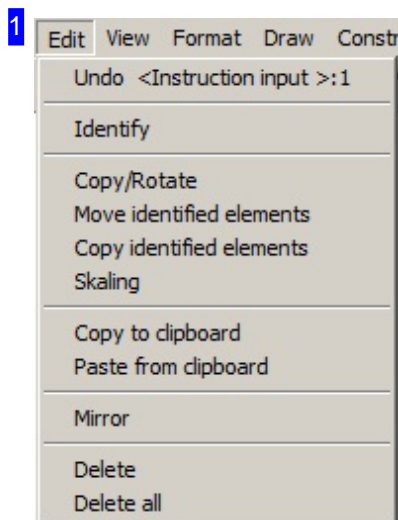 1
Edit View Format Draw
Undo <Instruction input >:1
Identify
Copy/Rotate
Move identified elements
Copy identified elements
Skaling
Copy to clipboard
Paste from clipboard
Mirror
Delete
Delete all